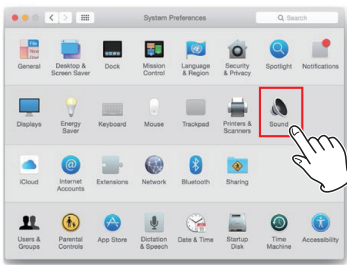 System Preferences
Search
General
Desktop &
Screen Saver
Dock
Mission
Control
Language
& Region
Security
& Privacy
Spotlight
Notifications
Displays
Energy
Saver
Keyboard
Mouse
Trackpad
Printers &
Scanners
Sound
iCloud
Internet
Accounts
Extensions
Network
Bluetooth
Sharing
Users &
Groups
Parental
Controls
App Store
Dictation
& Speech
Date & Time
Startup
Disk
Time
Machine
Accessibility